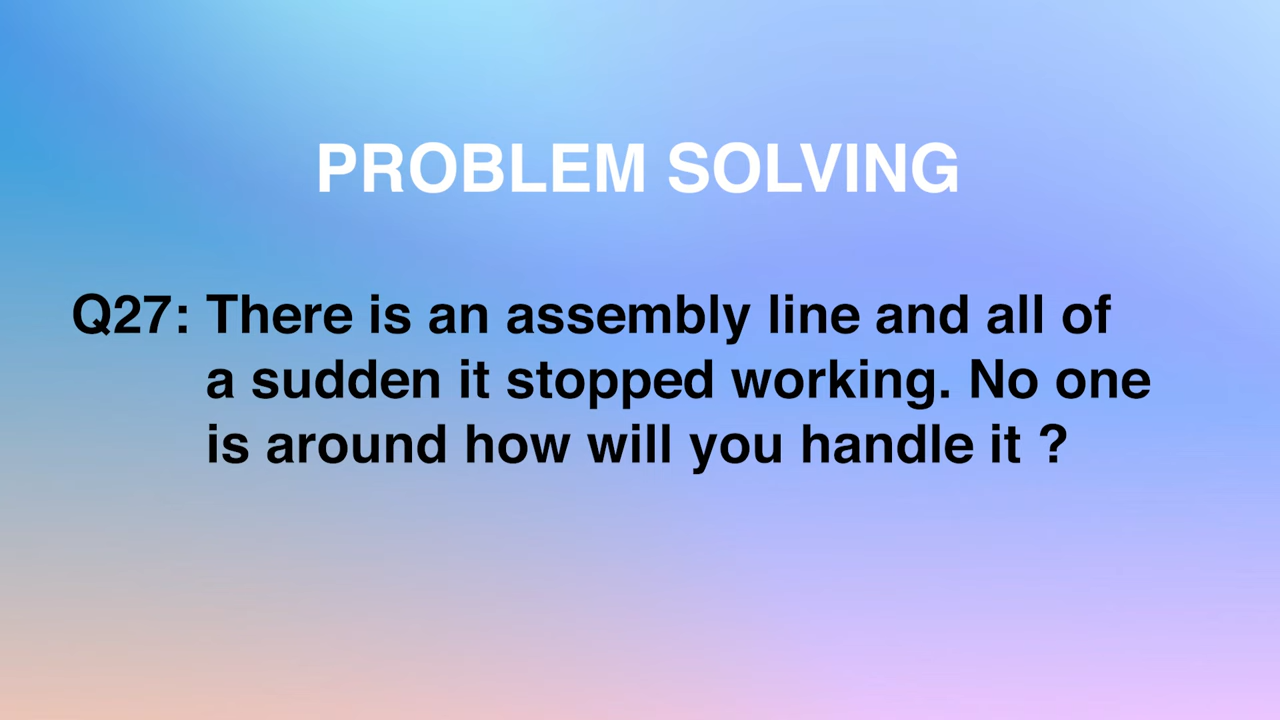 PROBLEM SOLVING
Q27: There is an assembly line and all of
a sudden it stopped working. No one
is around how will you handle it ?